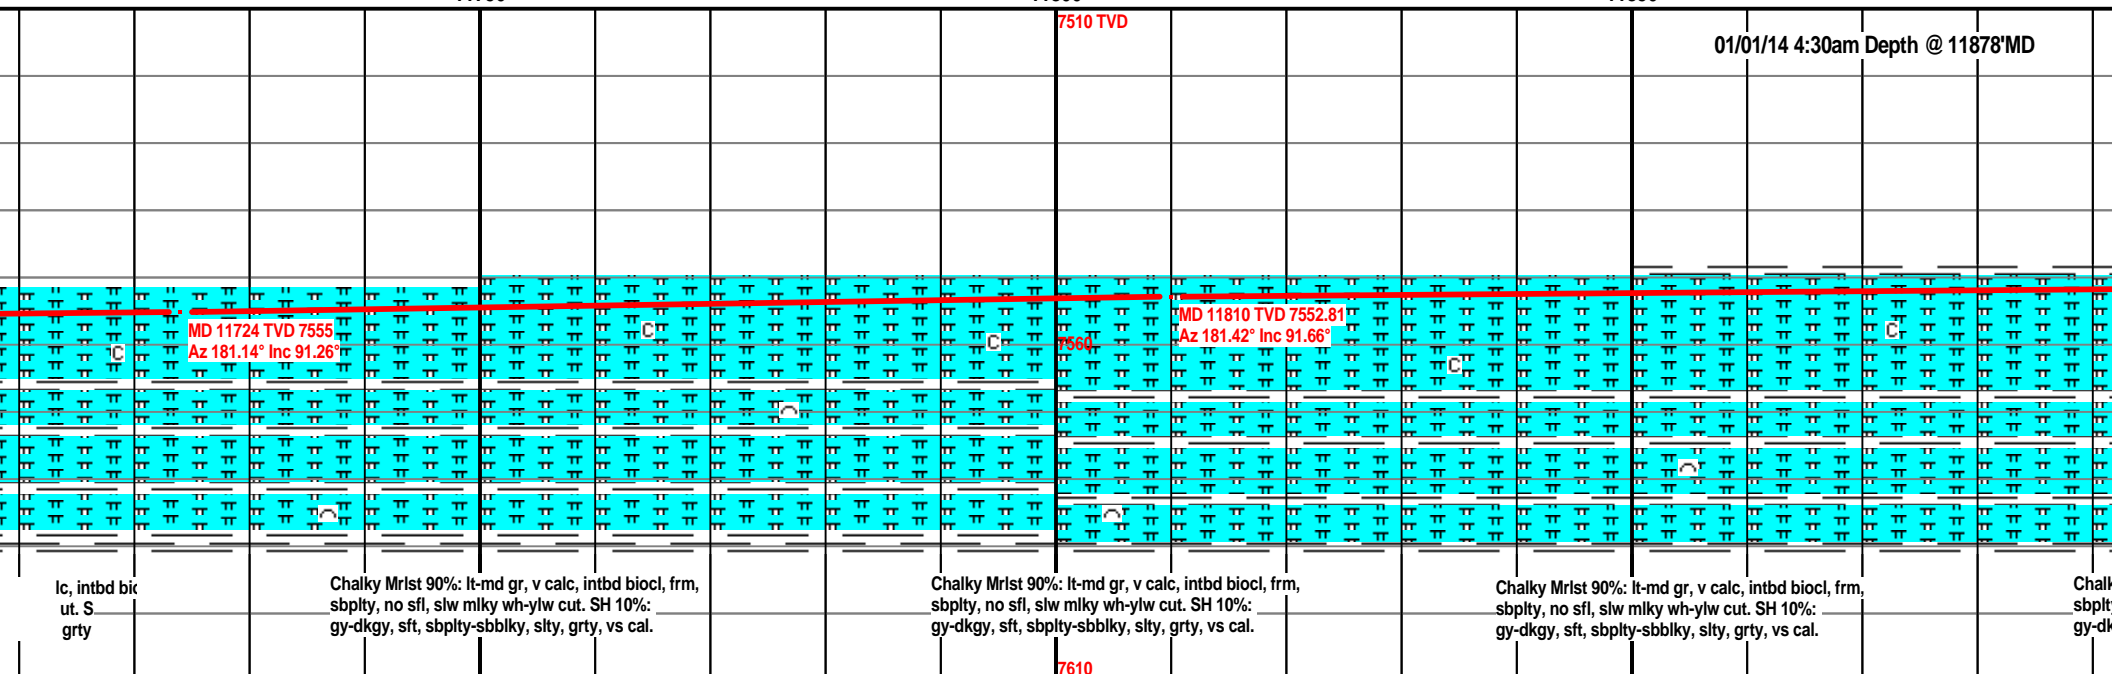 7510 TVD
01/01/14 4:30am Depth @ 11878'MD
MD 11724 TVD 7555
Az 181.14° Inc 91.26°
MD 11810 TVD 7552.81
Az 181.42° Inc 91.66°
7560
C
C
C
C
C
lc, intbd bio
ut. S
grty
Chalky Mrlst 90%: lt-md gr, v calc, intbd biocl, frm,
sbplty, no sfl, slw mlky wh-ylw cut. SH 10%:
gy-dkgy, sft, sbplty-sbblky, slty, grty, vs cal.
Chalky Mrlst 90%: lt-md gr, v calc, intbd biocl, frm,
sbplty, no sfl, slw mlky wh-ylw cut. SH 10%:
gy-dkgy, sft, sbplty-sbblky, slty, grty, vs cal.
Chalky Mrlst 90%: lt-md gr, v calc, intbd biocl, frm,
sbplty, no sfl, slw mlky wh-ylw cut. SH 10%:
gy-dkgy, sft, sbplty-sbblky, slty, grty, vs cal.
Chalk
sbplty
gy-dk
7610